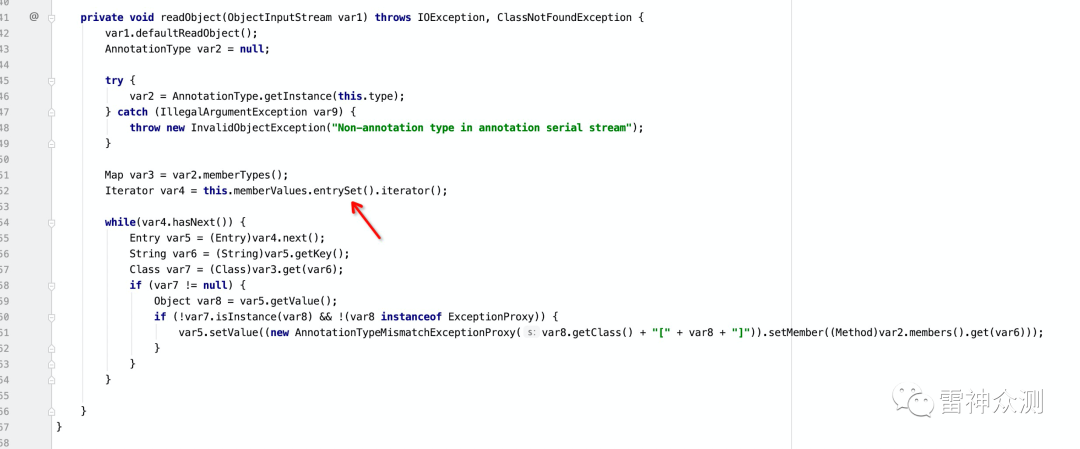 41 @ private void readObject(ObjectInputStream var1) throws IOException, ClassNotFoundException {
42 var1.defaultReadObject();
43 AnnotationType var2 = null;
44
45 try {
46 var2 = AnnotationType.getInstance(this.type);
47 } catch (IllegalArgumentException var9) {
48 throw new InvalidObjectException("Non-annotation type in annotation serial stream");
49 }
50
51 Map var3 = var2.memberTypes();
52 Iterator var4 = this.memberValues.entrySet().iterator();
53
54 while(var4.hasNext()) {
55 Entry var5 = (Entry)var4.next();
56 String var6 = (String)var5.getKey();
57 Class var7 = (Class)var3.get(var6);
58 if (var7 != null) {
59 Object var8 = var5.getValue();
60 if (!var7.isInstance(var8) && !(var8 instanceof ExceptionProxy)) {
61 var5.setValue((new AnnotationTypeMismatchExceptionProxy( s: var8.getClass() + "[" + var8 + "]")).setMember((Method)var2.members().get(var6)));
62 }
63 }
64 }
65
66 }
67 }
68
雷神众测